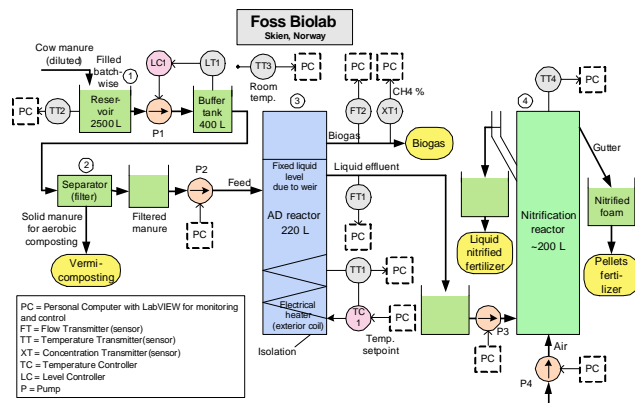 Foss Biolab
Skien, Norway
Cow manure
(diluted)
Filled
batch-
wise
1
LC1
LT1
TT3
PC
Room
temp.
PC
PC
CH4 %
TT4
PC
4
PC
TT2
Reser-
voir
2500 L
P1
Buffer
tank
400 L
3
FT2
XT1
Biogas
Biogas
Gutter
2
Separator
(filter)
P2
Feed
Fixed liquid
level
due to weir
Liquid effluent
AD reactor
220 L
FT1
PC
Solid manure
for aerobic
composting
Filtered
manure
PC
Vermi-
composting
Nitrification
reactor
~200 L
Nitrified
foam
Liquid
nitrified
fertilizer
Pellets
ferti-
lizer
TT1
PC
Electrical
heater
(exterior coil)
TC
1
PC
Temp.
setpoint
Isolation
P3
PC
Air
P4
PC
PC = Personal Computer with LabVIEW for monitoring
and control
FT = Flow Transmitter (sensor)
TT = Temperature Transmitter (sensor)
XT = Concentration Transmitter (sensor)
TC = Temperature Controller
LC = Level Controller
P = Pump